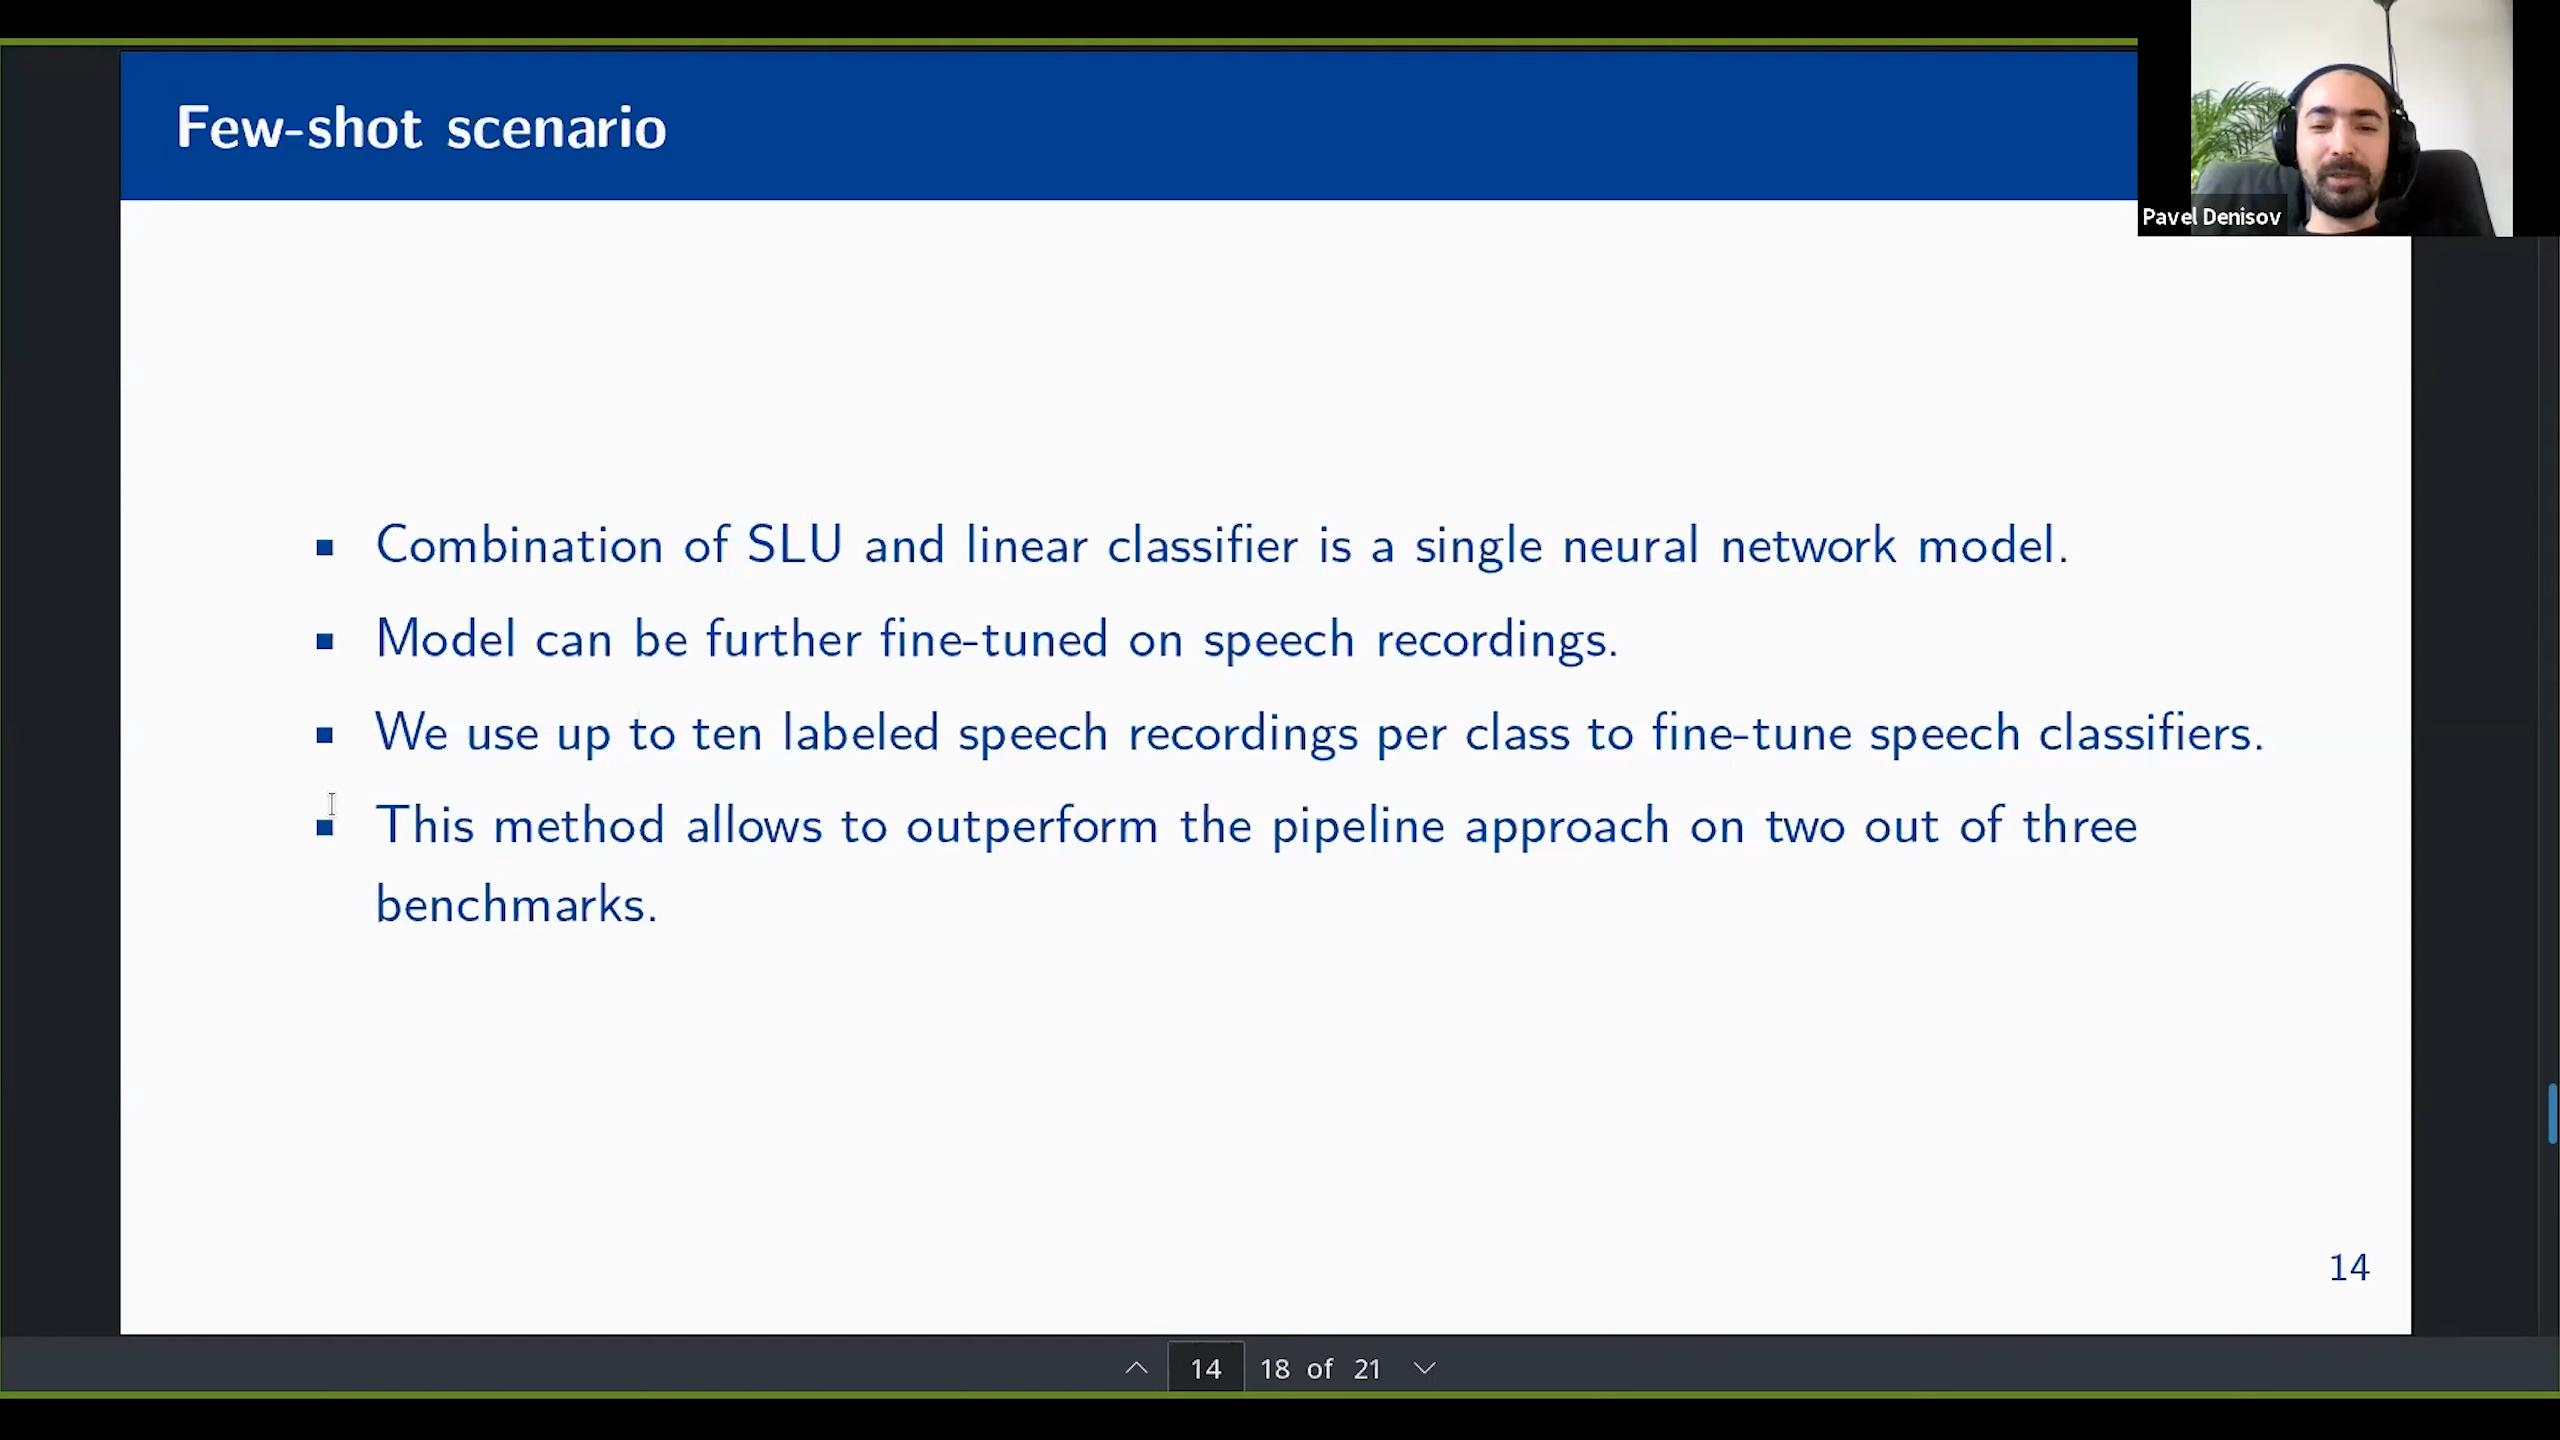 Few-shot scenario
Pavel Denisov
Combination of SLU and linear classifier is a single neural network model.
Model can be further fine-tuned on speech recordings.
We use up to ten labeled speech recordings per class to fine-tune speech classifiers.
This method allows to outperform the pipeline approach on two out of three
benchmarks.
14
14 18 of 21